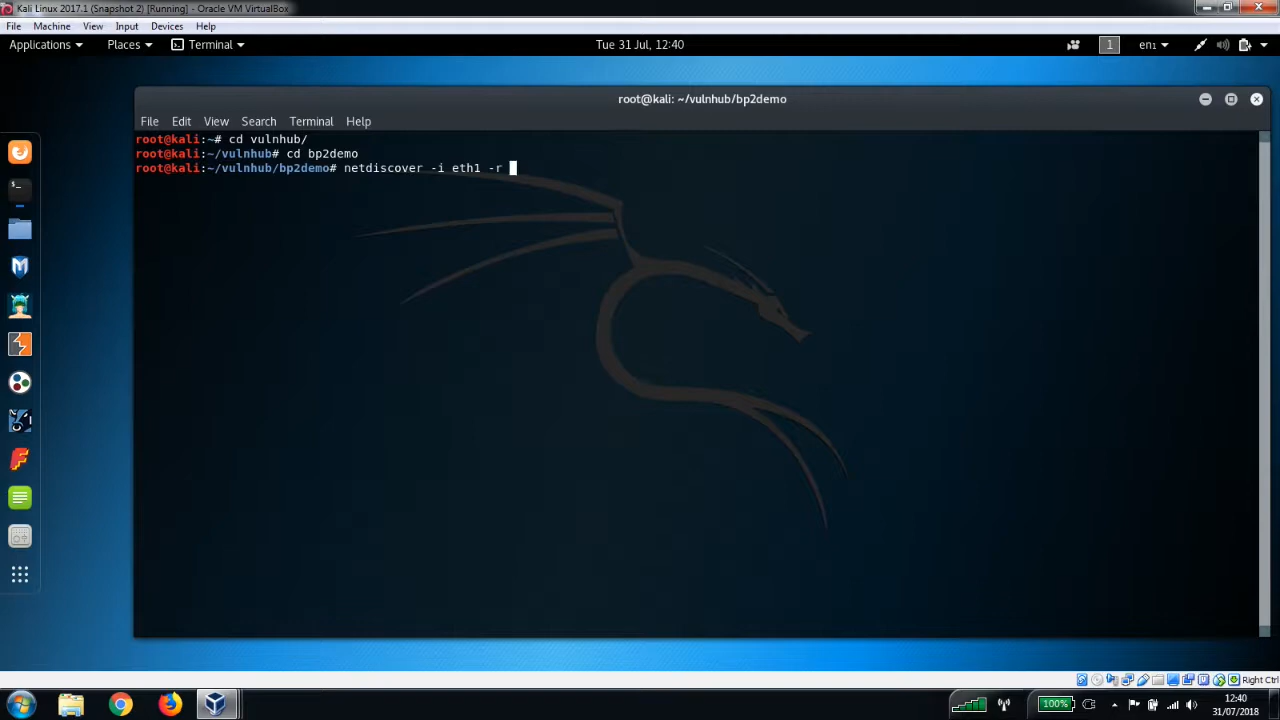 Kali Linux 2017.1 (Snapshot 2) [Running] - Oracle VM VirtualBox
File Machine View Input Devices Help
Applications Places Terminal Tue 31 Jul, 12:40 1 en1
root@kali: ~/vulnhub/bp2demo
File Edit View Search Terminal Help
root@kali:~# cd vulnhub/
root@kali:~/vulnhub# cd bp2demo
root@kali:~/vulnhub/bp2demo# netdiscover -i eth1 -r
Right Ctrl
100%
12:40
31/07/2018